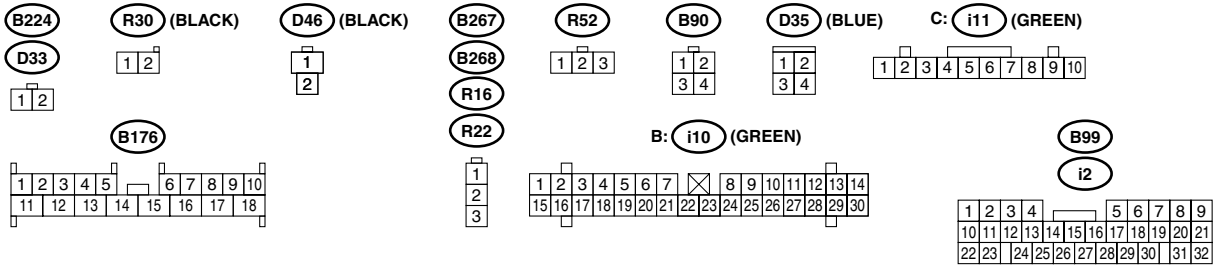 B224 R30 (BLACK) D46 (BLACK) B267 R52 B90 D35 (BLUE) C: i11 (GREEN)
D33 B268
1 2
1 2
1
2
1 2 3
1 2
3 4
1 2
3 4
1 2 3 4 5 6 7 8 9 10
R16
R22
B176
B: i10 (GREEN)
B99
i2
1 2 3 4 5 6 7 8 9 10
11 12 13 14 15 16 17 18
1
2
3
1 2 3 4 5 6 7 8 9 10 11 12 13 14
15 16 17 18 19 20 21 22 23 24 25 26 27 28 29 30
1 2 3 4 5 6 7 8 9
10 11 12 13 14 15 16 17 18 19 20 21
22 23 24 25 26 27 28 29 30 31 32